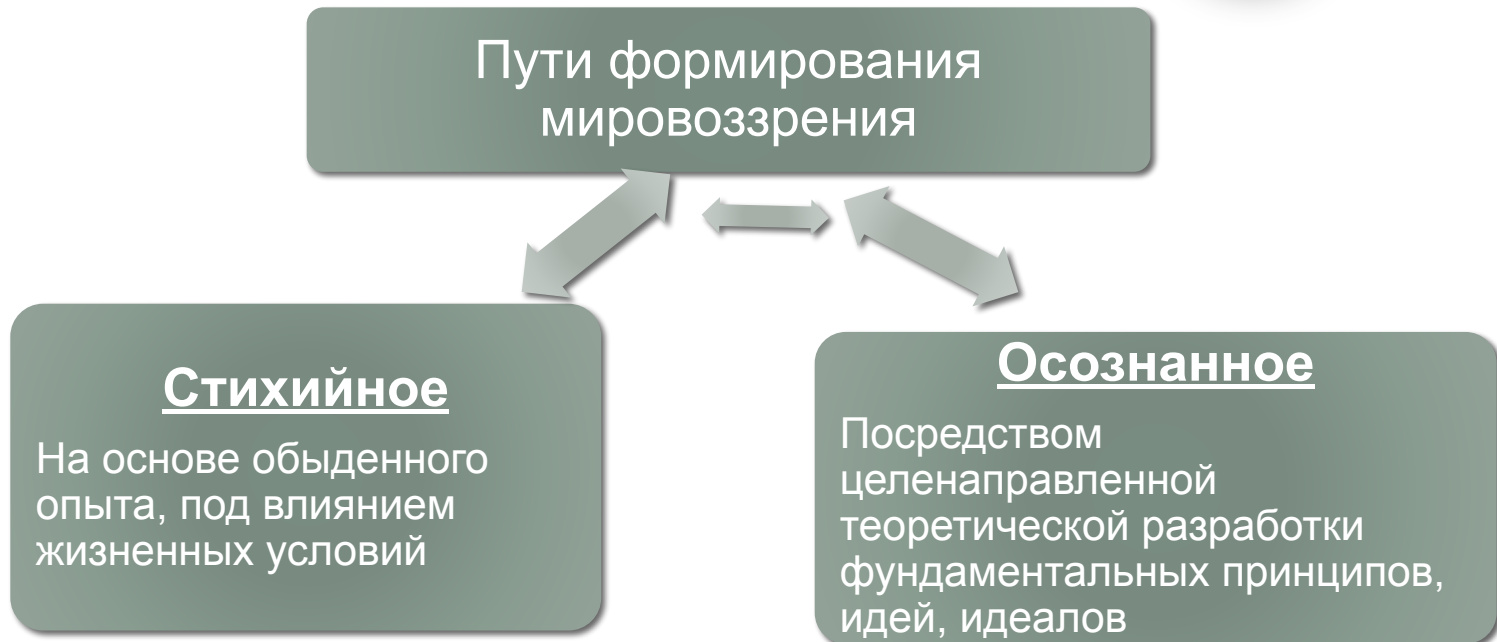 Пути формирования
мировоззрения
Стихийное
На основе обыденного
опыта, под влиянием
жизненных условий
Осознанное
Посредством
целенаправленной
теоретической разработки
фундаментальных принципов,
идей, идеалов